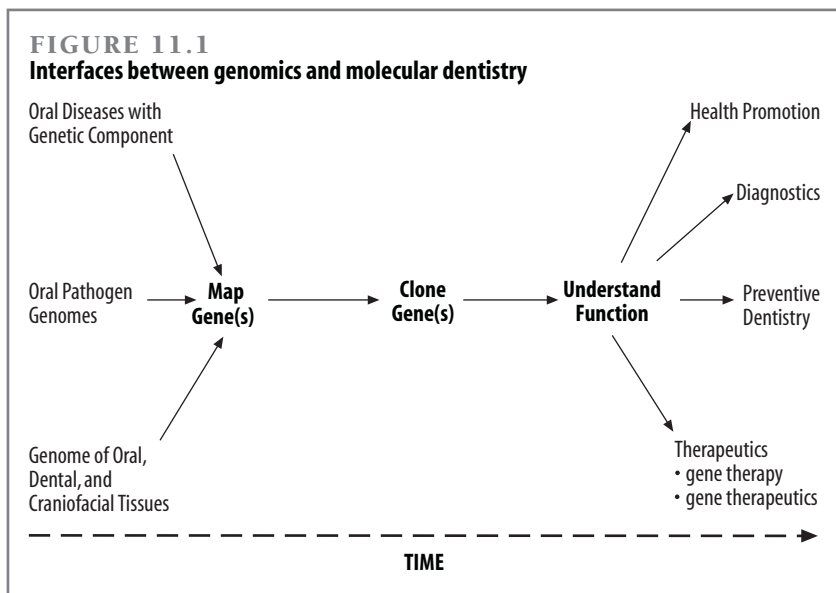 FIGURE 11.1
Interfaces between genomics and molecular dentistry
Oral Diseases with
Genetic Component
Oral Pathogen
Genomes
Genome of Oral,
Dental, and
Craniofacial Tissues
Map
Gene(s)
Clone
Gene(s)
Understand
Function
Health Promotion
Diagnostics
Preventive
Dentistry
Therapeutics
• gene therapy
• gene therapeutics
TIME